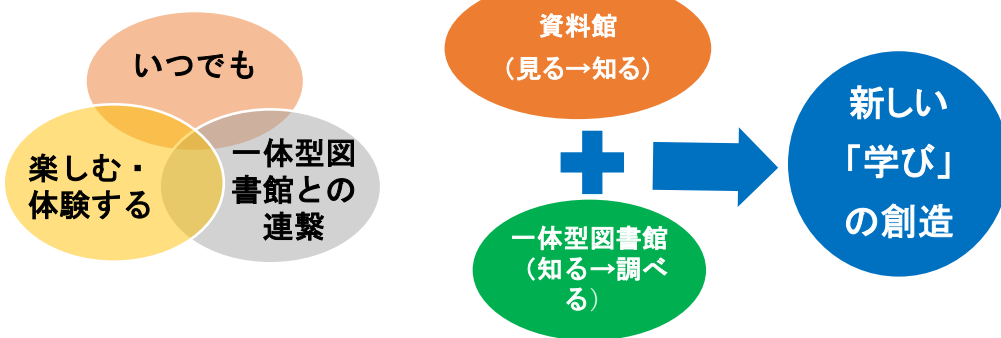 いつでも
楽しむ・
体験する
一体型図
書館との
連繋
資料館
（見る→知る）
一体型図書館
（知る→調べ
る）
新しい
「学び」
の創造